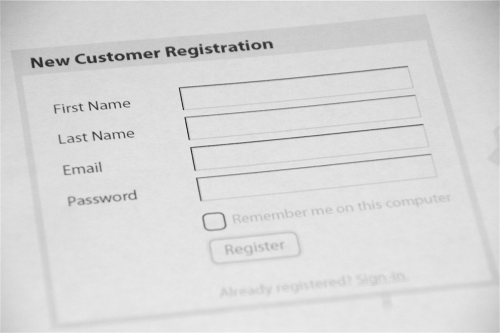 New Customer Registration
First Name
Last Name
Email
Password
Remember me on this computer
Register
Already registered? Sign-in.